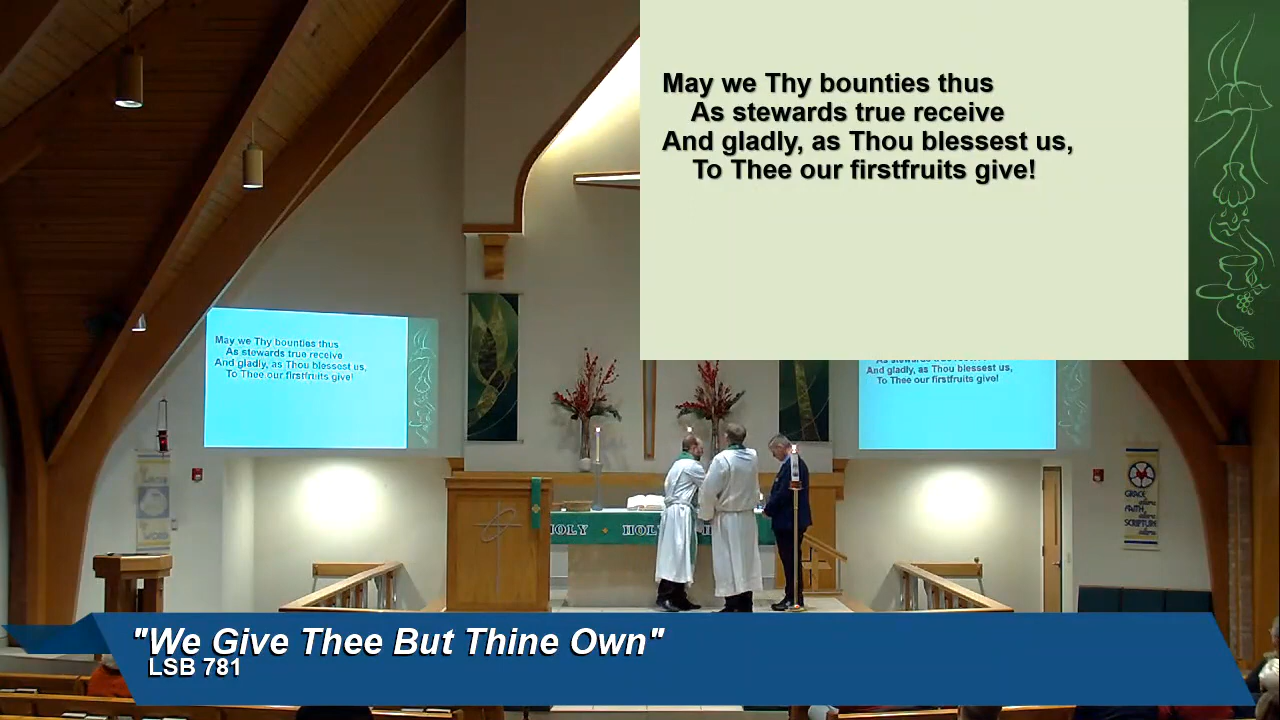 May we Thy bounties thus
As stewards true receive
And gladly, as Thou blessest us,
To Thee our firstfruits give!
May we Thy bounties thus
As stewards true receive
And gladly, as Thou blessest us,
To Thee our firstfruits give!
And gladly, as Thou blessest us,
To Thee our firstfruits give!
GRACE
FAITH
SCRIPTURE
HOLY HOLY
"We Give Thee But Thine Own"
LSB 781